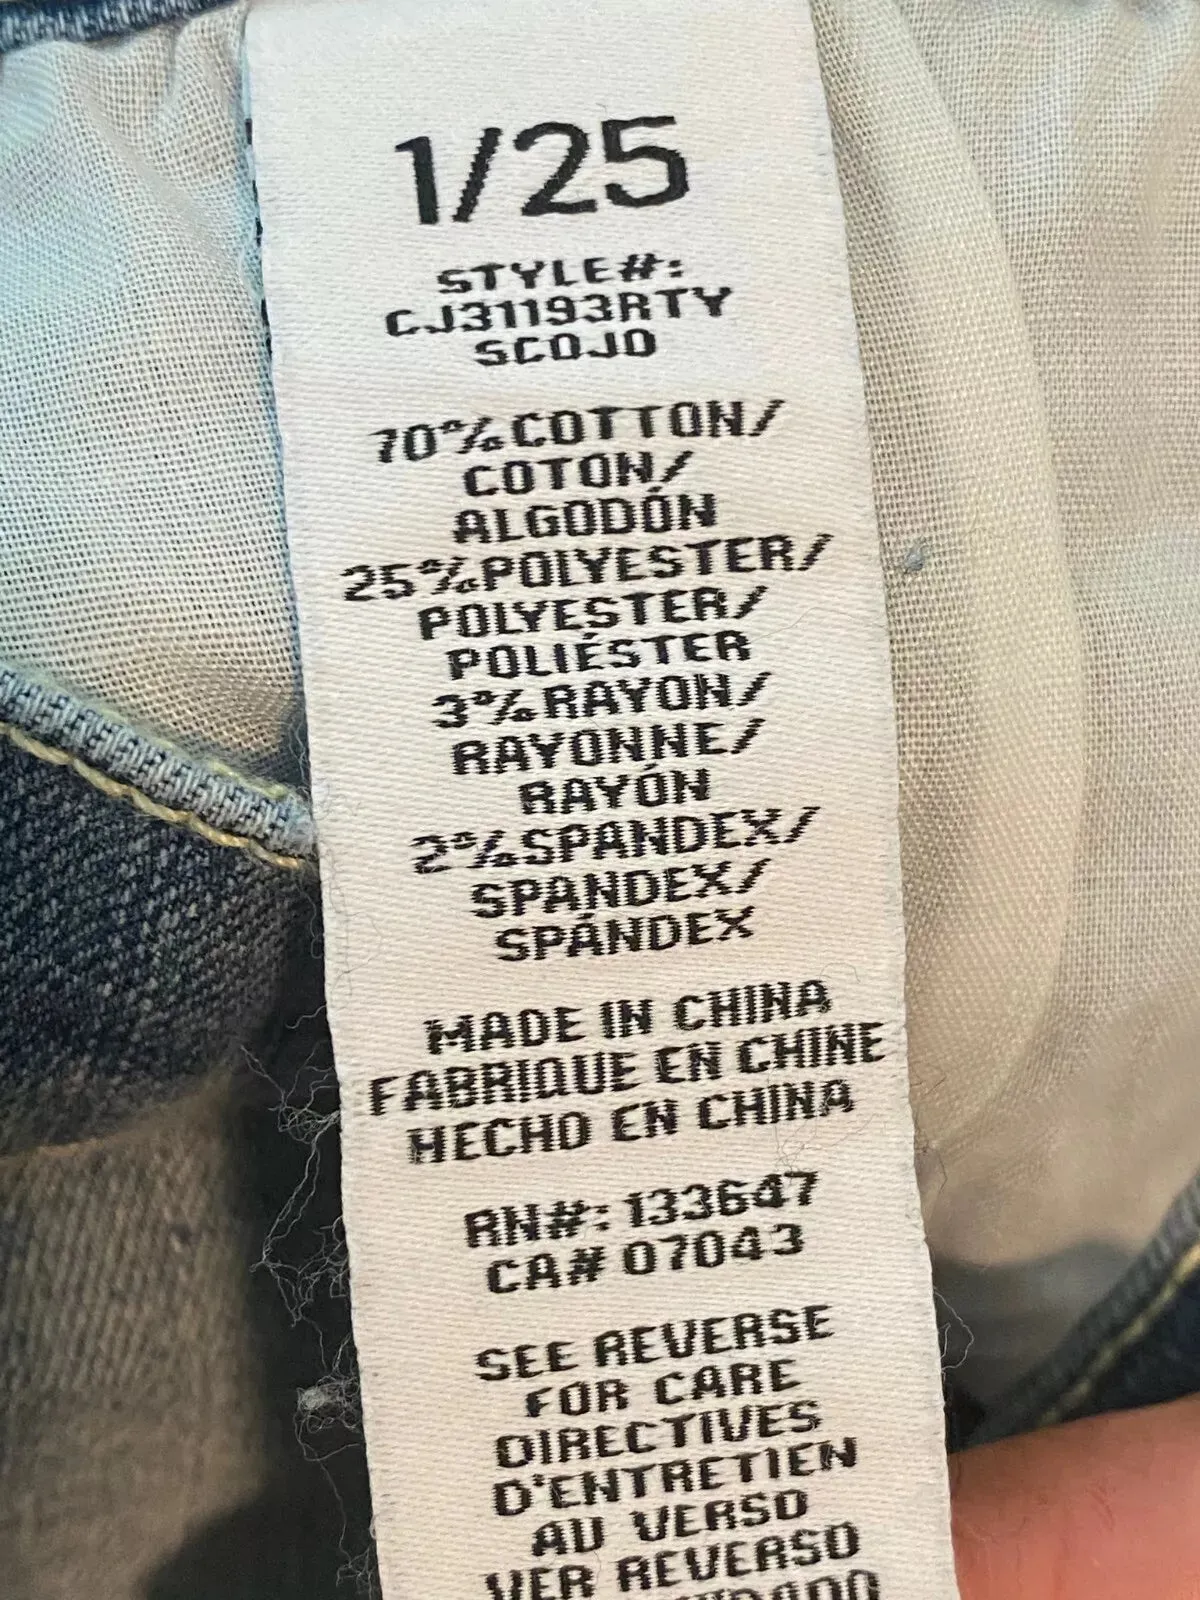 1/25
STYLE#:
CJ31193RTY
SCOJO
70%COTTON/
COTON/
ALGODÓN
25%POLYESTER/
POLYESTER/
POLIÉSTER
3%RAYON/
RAYONNE/
RAYÓN
2%SPANDEX/
SPANDEX/
SPÁNDEX
MADE IN CHINA
FABRIQUE EN CHINE
HECHO EN CHINA
RN#: 133647
CA# 07043
SEE REVERSE
FOR CARE
DIRECTIVES
D'ENTRETIEN
AU VERSO
VER REVERSO